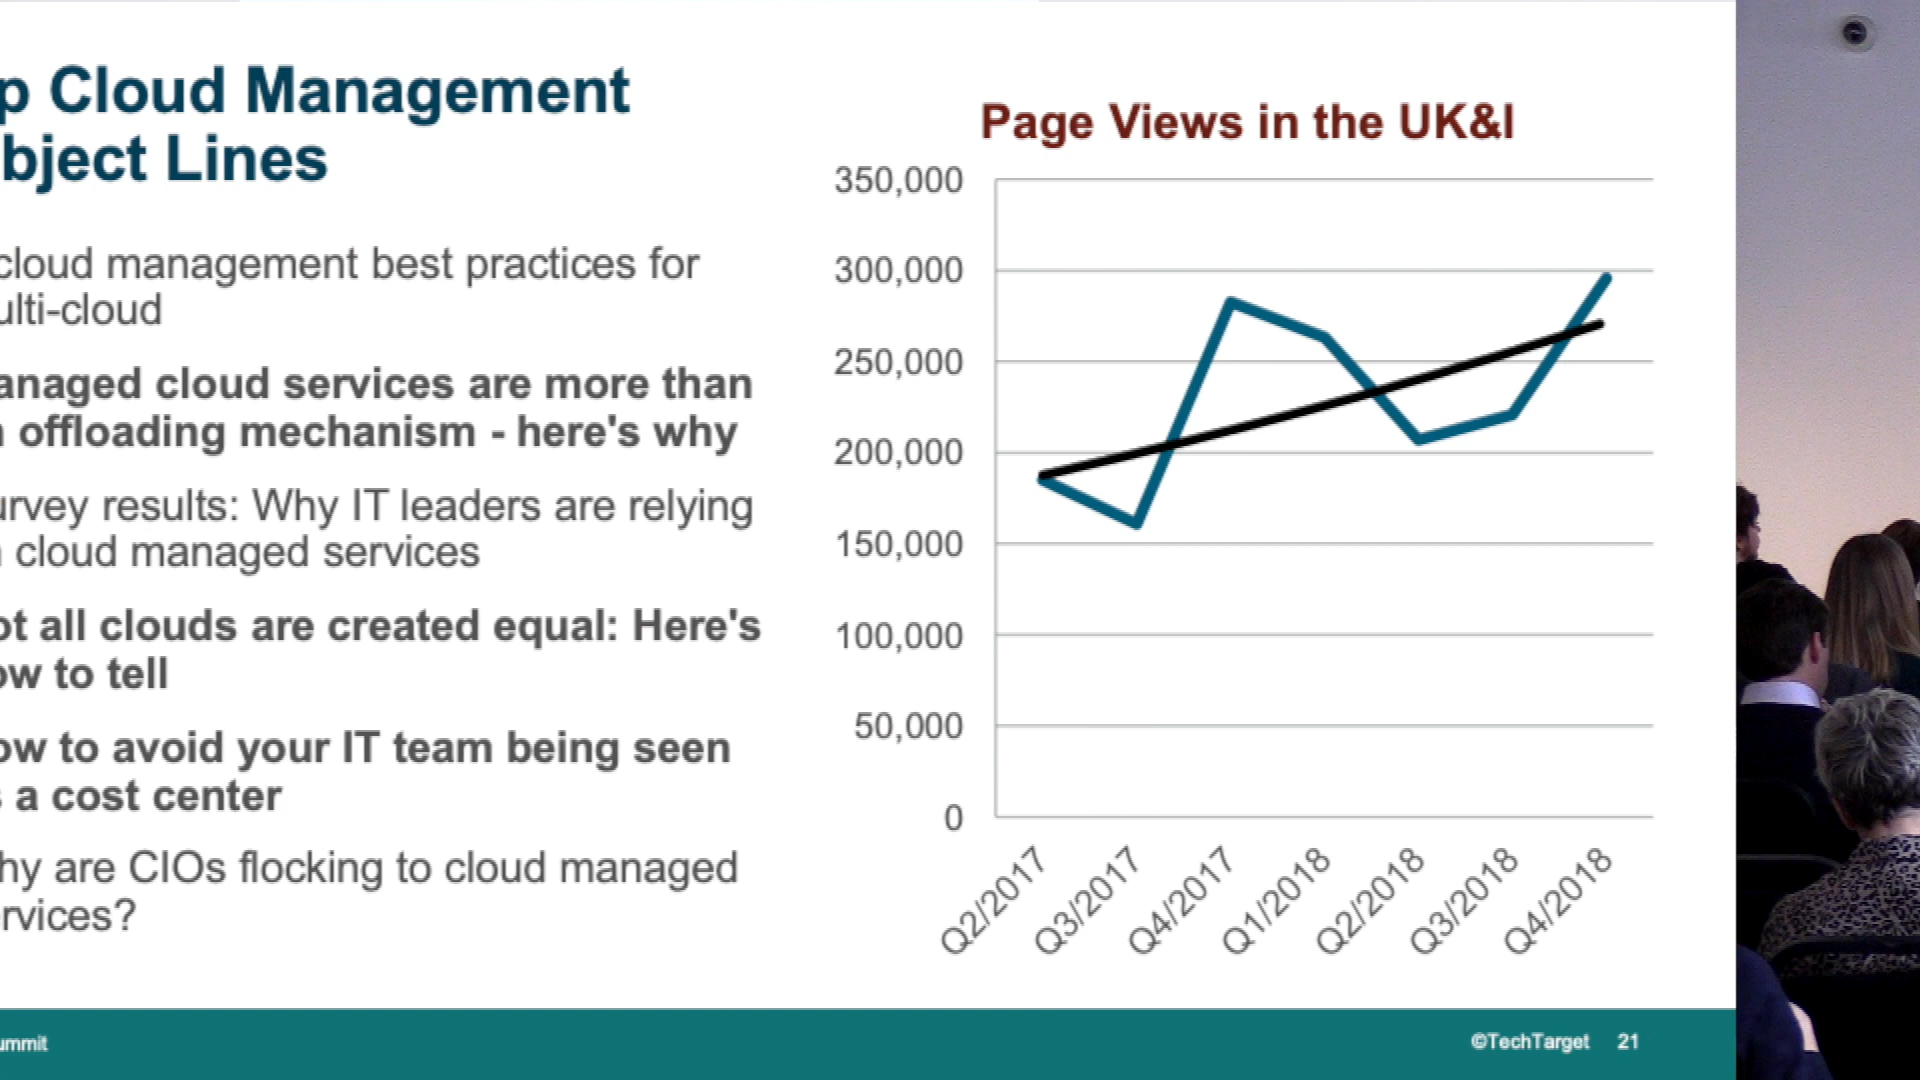 p Cloud Management
bject Lines
cloud management best practices for
ulti-cloud
anaged cloud services are more than
offloading mechanism - here's why
urvey results: Why IT leaders are relying
cloud managed services
ot all clouds are created equal: Here's
ow to tell
ow to avoid your IT team being seen
s a cost center
hy are CIOs flocking to cloud managed
rvices?
Page Views in the UK&I
350,000
300,000
250,000
200,000
150,000
100,000
50,000
0
Q2/2017
Q3/2017
Q4/2017
Q1/2018
Q2/2018
Q3/2018
Q4/2018
ummit
©TechTarget 21